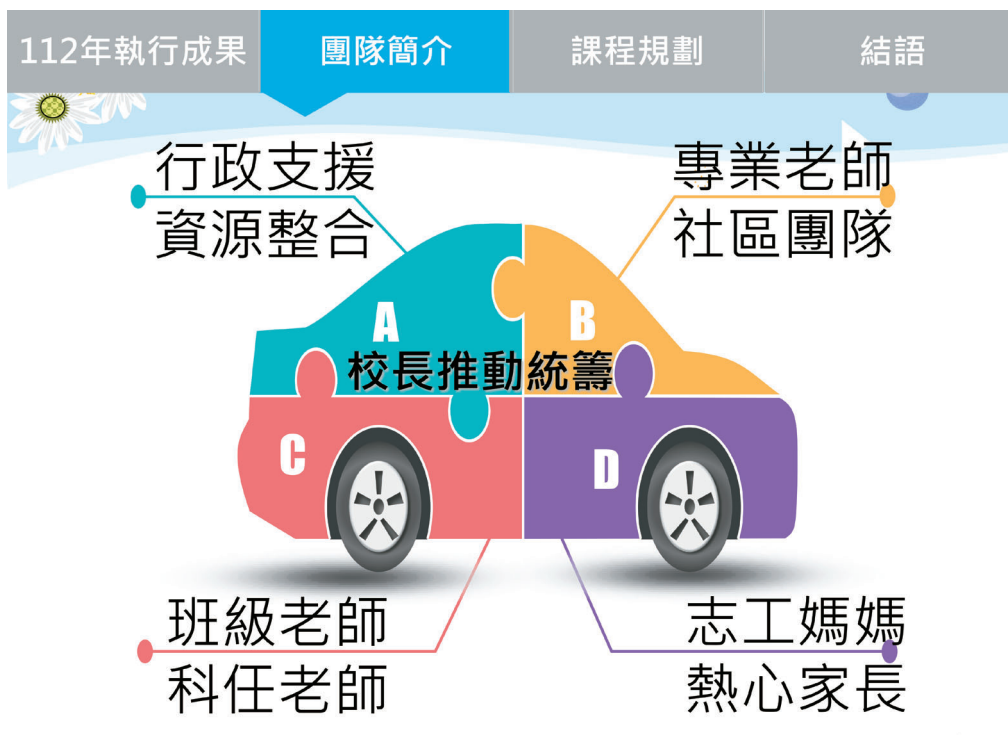 112年執行成果
團隊簡介
課程規劃
結語
行政支援
資源整合
專業老師
社區團隊
A
B
校長推動統籌
C
D
班級老師
科任老師
志工媽媽
熱心家長